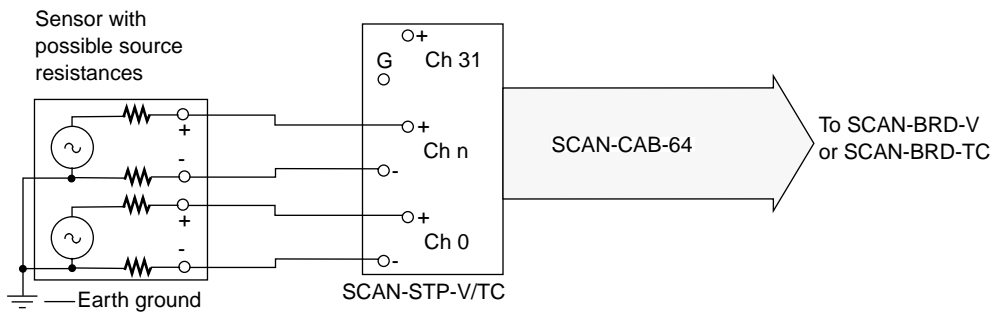 Sensor with
possible source
resistances
+
-
+
-
+
Ch 31
G
+
Ch n
-
+
Ch 0
-
SCAN-STP-V/TC
SCAN-CAB-64
To SCAN-BRD-V
or SCAN-BRD-TC
Earth ground